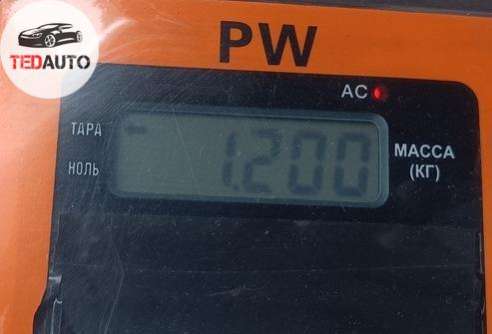 TEDAUTO
PW
AC
ТАРА
1.200
НОЛЬ
МАССА
(КГ)